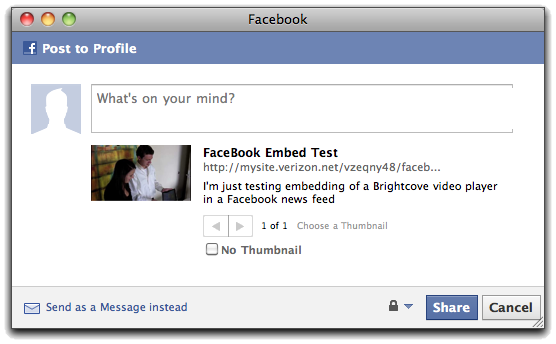 Facebook
f Post to Profile
What's on your mind?
FaceBook Embed Test
http://mysite.verizon.net/vzeqny48/faceb...
I'm just testing embedding of a Brightcove video player
in a Facebook news feed
1 of 1 Choose a Thumbnail
No Thumbnail
Send as a Message instead
Share Cancel